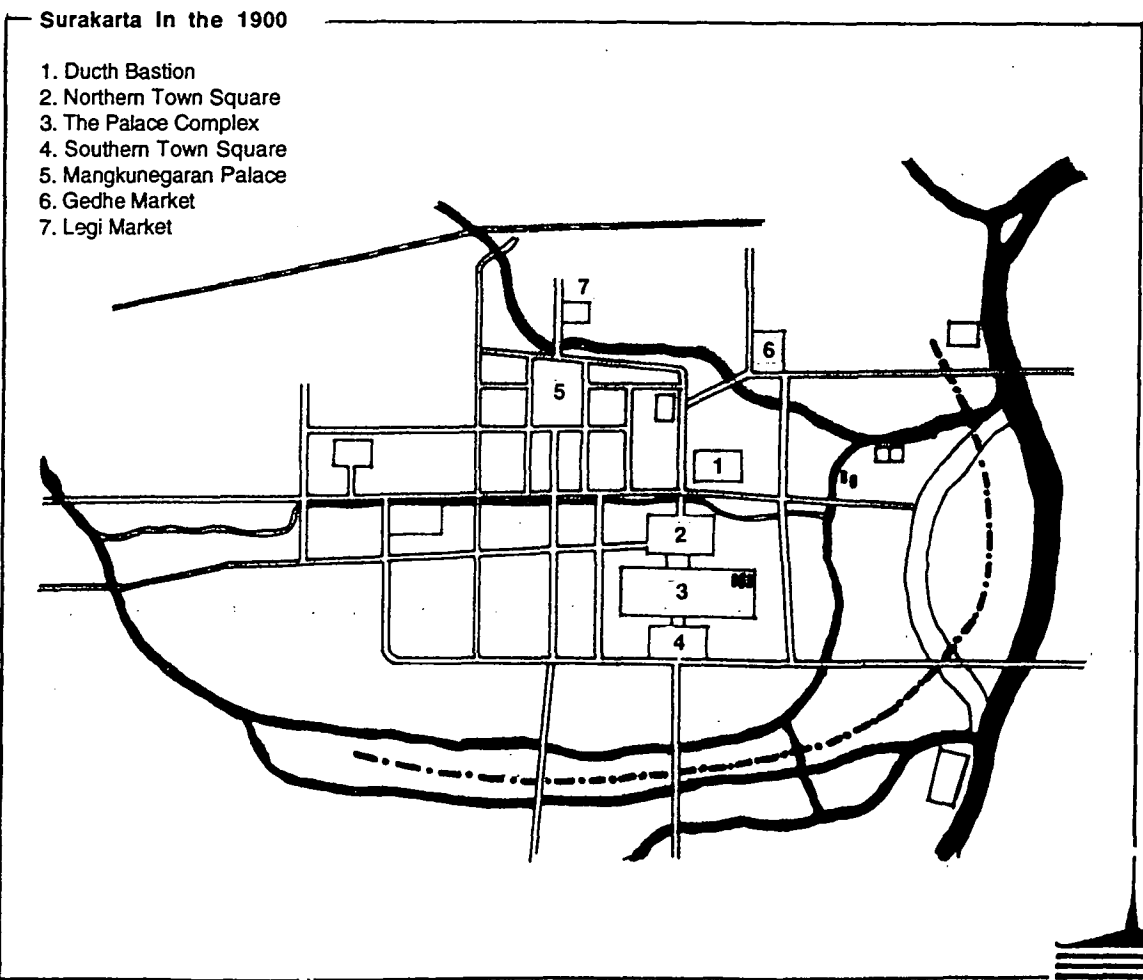 Surakarta In the 1900
1. Ducth Bastion
2. Northern Town Square
3. The Palace Complex
4. Southern Town Square
5. Mangkunegaran Palace
6. Gedhe Market
7. Legi Market
7
6
5
1
2
3
4